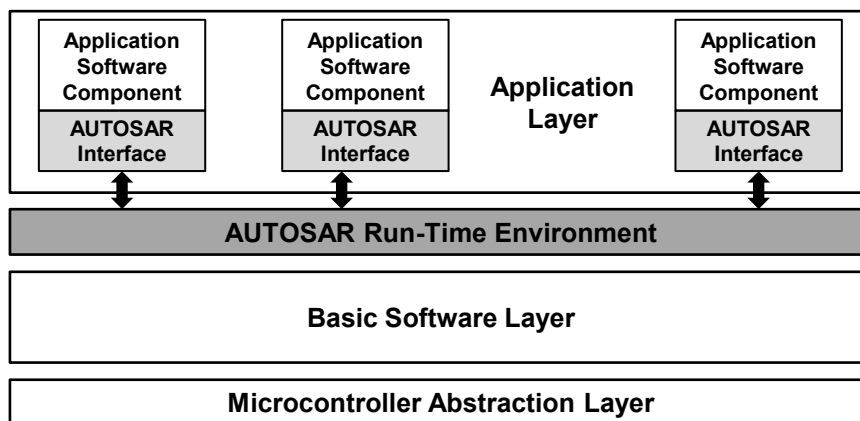 Application
Software
Component
AUTOSAR
Interface
Application
Software
Component
AUTOSAR
Interface
Application
Layer
Application
Software
Component
AUTOSAR
Interface
AUTOSAR Run-Time Environment
Basic Software Layer
Microcontroller Abstraction Layer